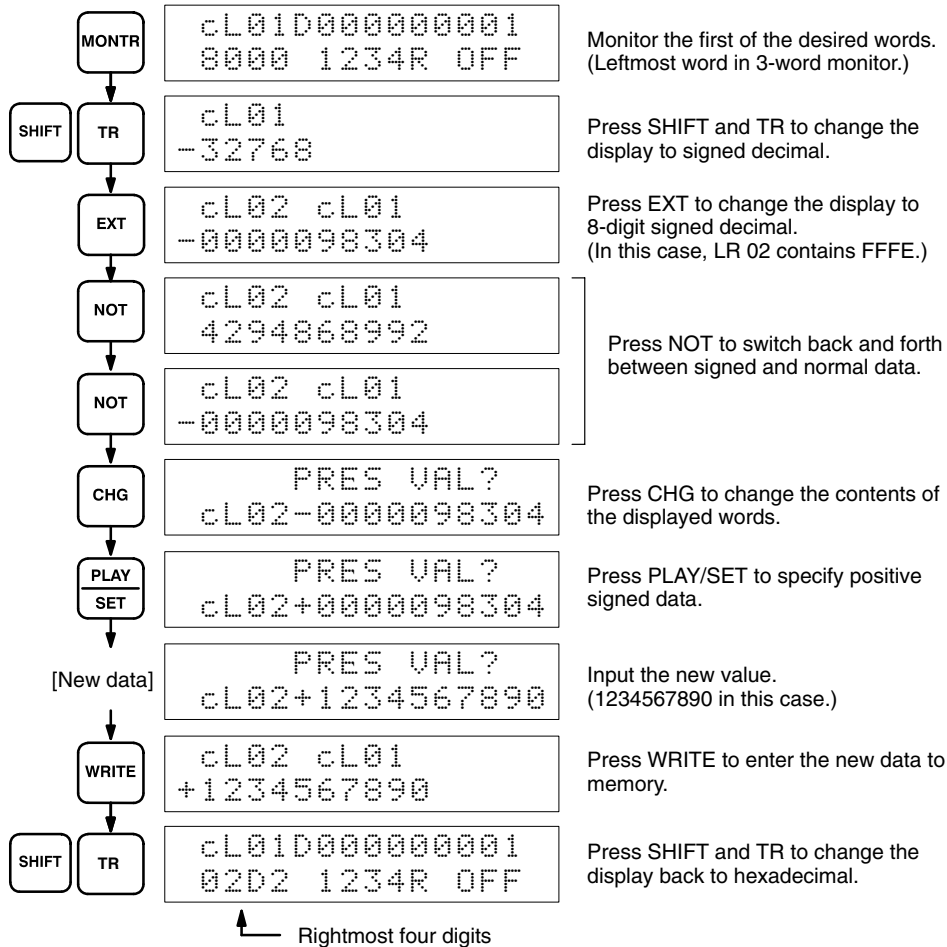 MONTR
cL01D000000001
8000 1234R OFF
Monitor the first of the desired words.
(Leftmost word in 3-word monitor.)
SHIFT
TR
cL01
-32768
Press SHIFT and TR to change the
display to signed decimal.
EXT
cL02 cL01
-0000098304
Press EXT to change the display to
8-digit signed decimal.
(In this case, LR 02 contains FFFE.)
NOT
cL02 cL01
4294868992
NOT
cL02 cL01
-0000098304
Press NOT to switch back and forth
between signed and normal data.
CHG
PRES VAL?
cL02-0000098304
Press CHG to change the contents of
the displayed words.
PLAY
SET
PRES VAL?
cL02+0000098304
Press PLAY/SET to specify positive
signed data.
[New data]
PRES VAL?
cL02+1234567890
Input the new value.
(1234567890 in this case.)
WRITE
cL02 cL01
+1234567890
Press WRITE to enter the new data to
memory.
SHIFT
TR
cL01D000000001
02D2 1234R OFF
Press SHIFT and TR to change the
display back to hexadecimal.
Rightmost four digits